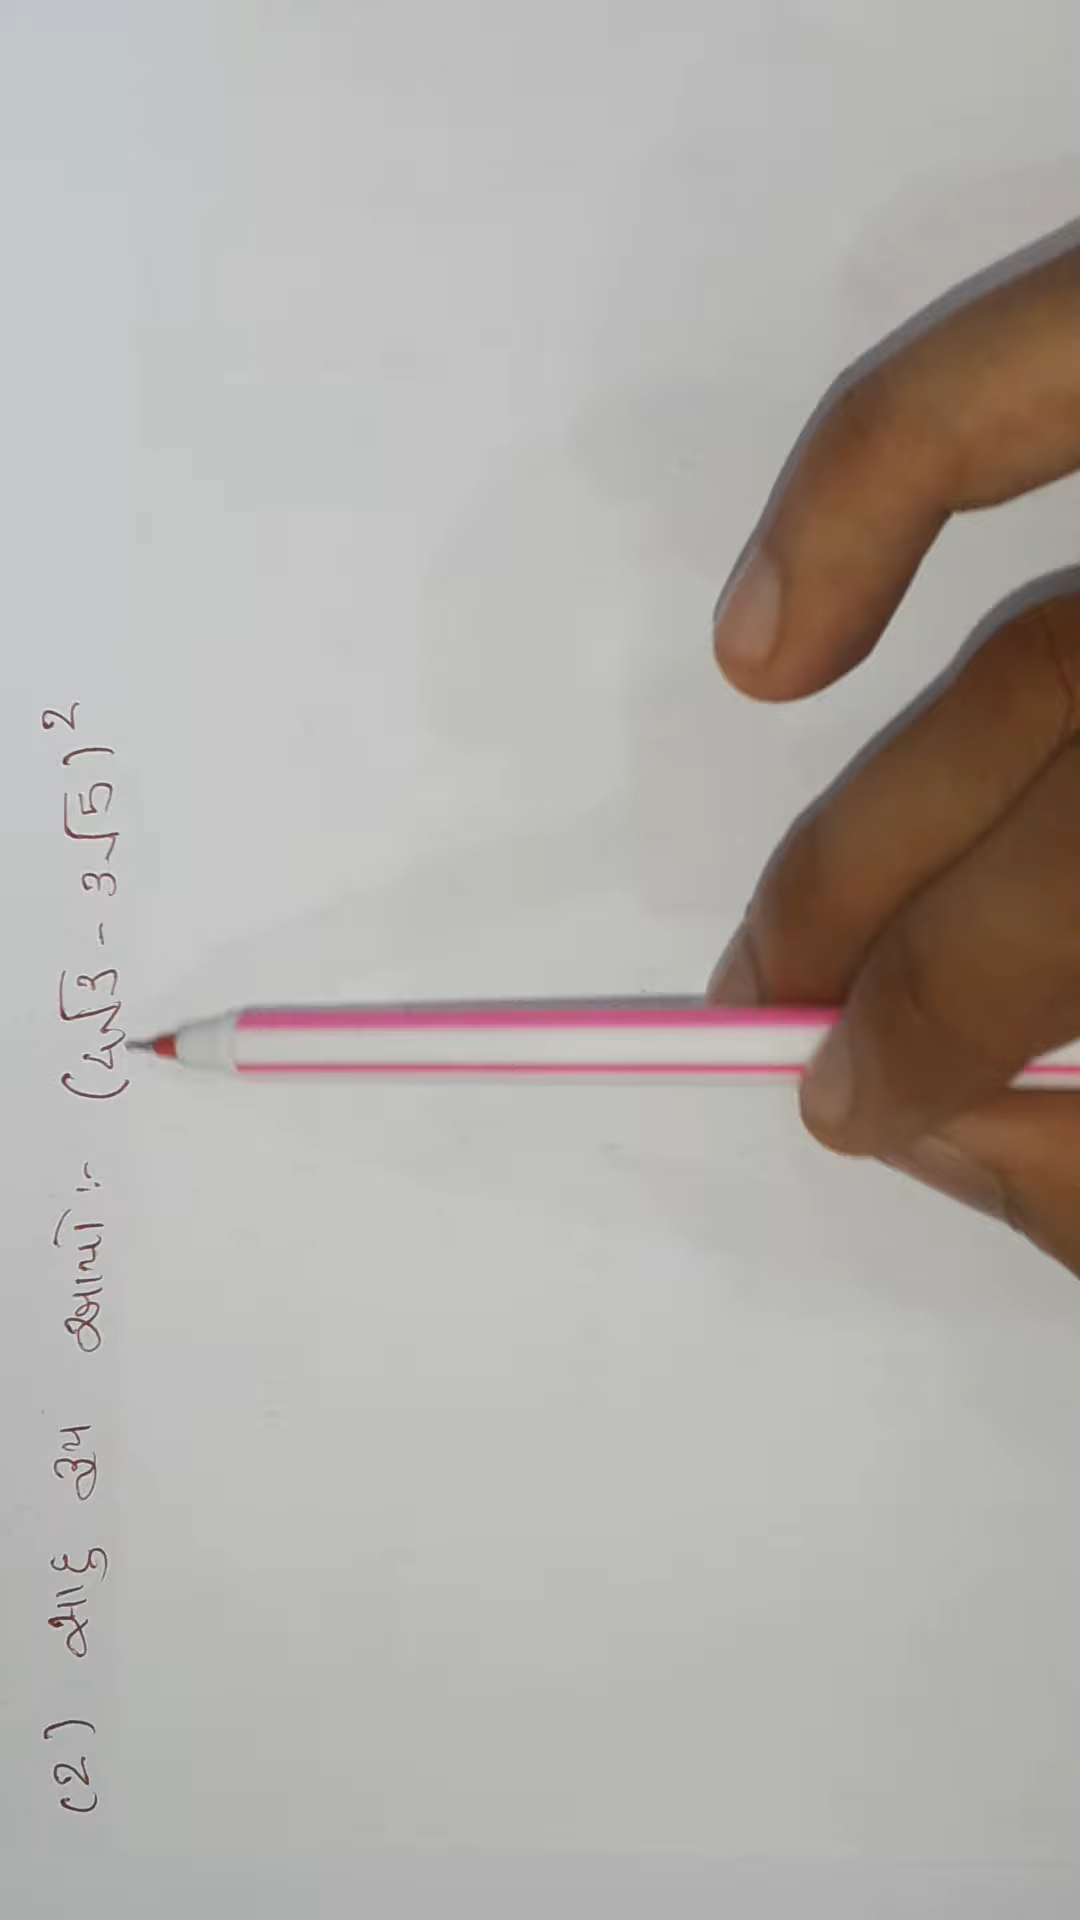 (2) સાદુ રૂપ આપો :- (4√3 - 3√5)²